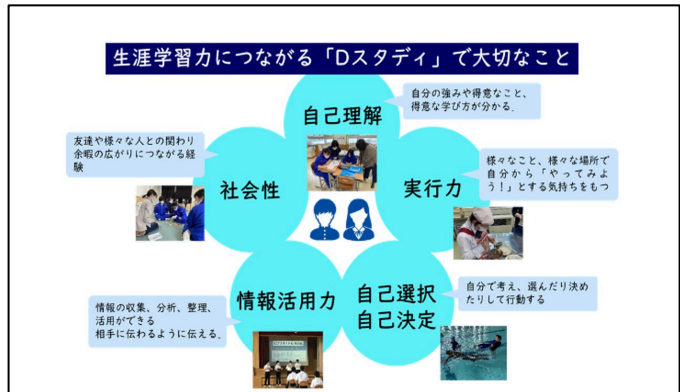 生涯学習力につながる「Dスタディ」で大切なこと
自己理解
自分の強みや得意なこと、
得意な学び方が分かる。
友達や様々な人との関わり
余暇の広がりにつながる経
験
社会性
実行力
様々なこと、様々な場所で
自分から「やってみよ
う！」とする気持ちをもつ
情報の収集、分析、整理、
活用ができる
相手に伝わるように伝える。
情報活用力
自己選択
自己決定
自分で考え、選んだり決め
たりして行動する